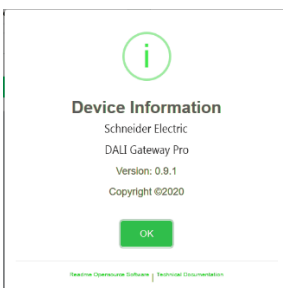 i
Device Information
Schneider Electric
DALI Gateway Pro
Version: 0.9.1
Copyright ©2020
OK
Readme Opensource Software | Technical Documentation